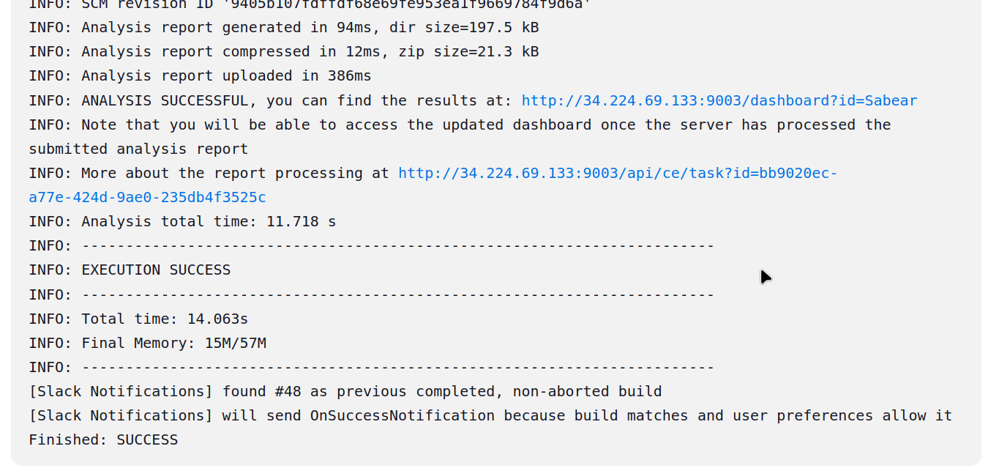 INFO: SCM revision ID '9405b107fdffdf68e69fe953ea1f9669784f9d6a'
INFO: Analysis report generated in 94ms, dir size=197.5 kB
INFO: Analysis report compressed in 12ms, zip size=21.3 kB
INFO: Analysis report uploaded in 386ms
INFO: ANALYSIS SUCCESSFUL, you can find the results at: http://34.224.69.133:9003/dashboard?id=Sabear
INFO: Note that you will be able to access the updated dashboard once the server has processed the
submitted analysis report
INFO: More about the report processing at http://34.224.69.133:9003/api/ce/task?id=bb9020ec-
a77e-424d-9ae0-235db4f3525c
INFO: Analysis total time: 11.718 s
INFO: ------------------------------------------------------------------------
INFO: EXECUTION SUCCESS
INFO: ------------------------------------------------------------------------
INFO: Total time: 14.063s
INFO: Final Memory: 15M/57M
INFO: ------------------------------------------------------------------------
[Slack Notifications] found #48 as previous completed, non-aborted build
[Slack Notifications] will send OnSuccessNotification because build matches and user preferences allow it
Finished: SUCCESS